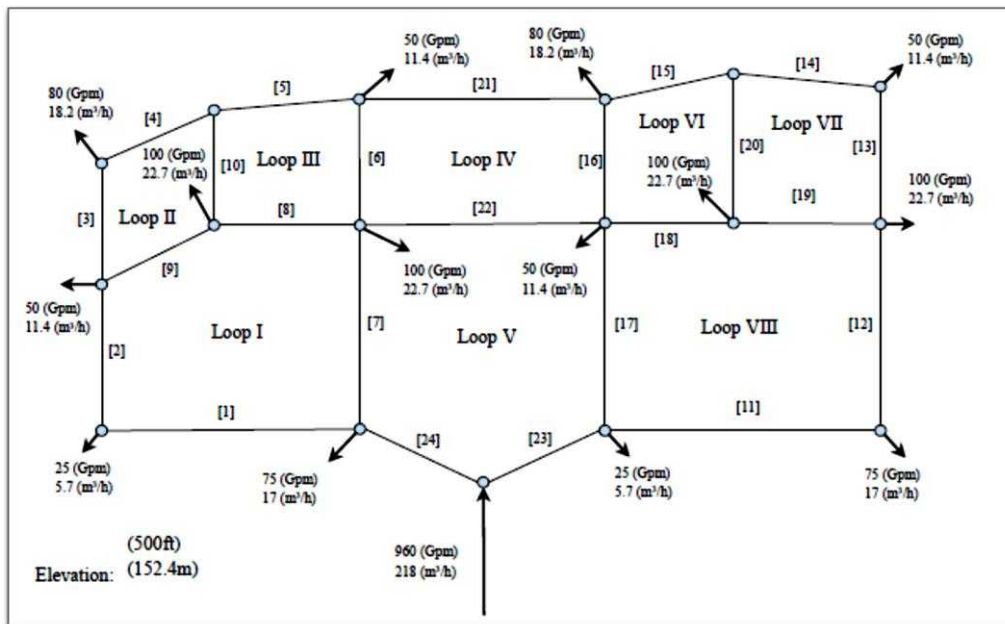 50 (Gpm)
11.4 (m³/h)
80 (Gpm)
18.2 (m³/h)
50 (Gpm)
11.4 (m³/h)
[5]
[21]
[15]
[14]
80 (Gpm)
18.2 (m³/h)
[4]
Loop VI
Loop VII
100 (Gpm)
22.7 (m³/h)
[10]
Loop III
[6]
Loop IV
[16]
100 (Gpm)
22.7 (m³/h)
[20]
[13]
100 (Gpm)
22.7 (m³/h)
[3]
Loop II
[8]
[22]
[19]
[9]
[18]
100 (Gpm)
22.7 (m³/h)
50 (Gpm)
11.4 (m³/h)
50 (Gpm)
11.4 (m³/h)
[2]
Loop I
[7]
Loop V
[17]
Loop VIII
[12]
[1]
[11]
[24]
[23]
25 (Gpm)
5.7 (m³/h)
75 (Gpm)
17 (m³/h)
25 (Gpm)
5.7 (m³/h)
75 (Gpm)
17 (m³/h)
960 (Gpm)
218 (m³/h)
(500ft)
Elevation: (152.4m)